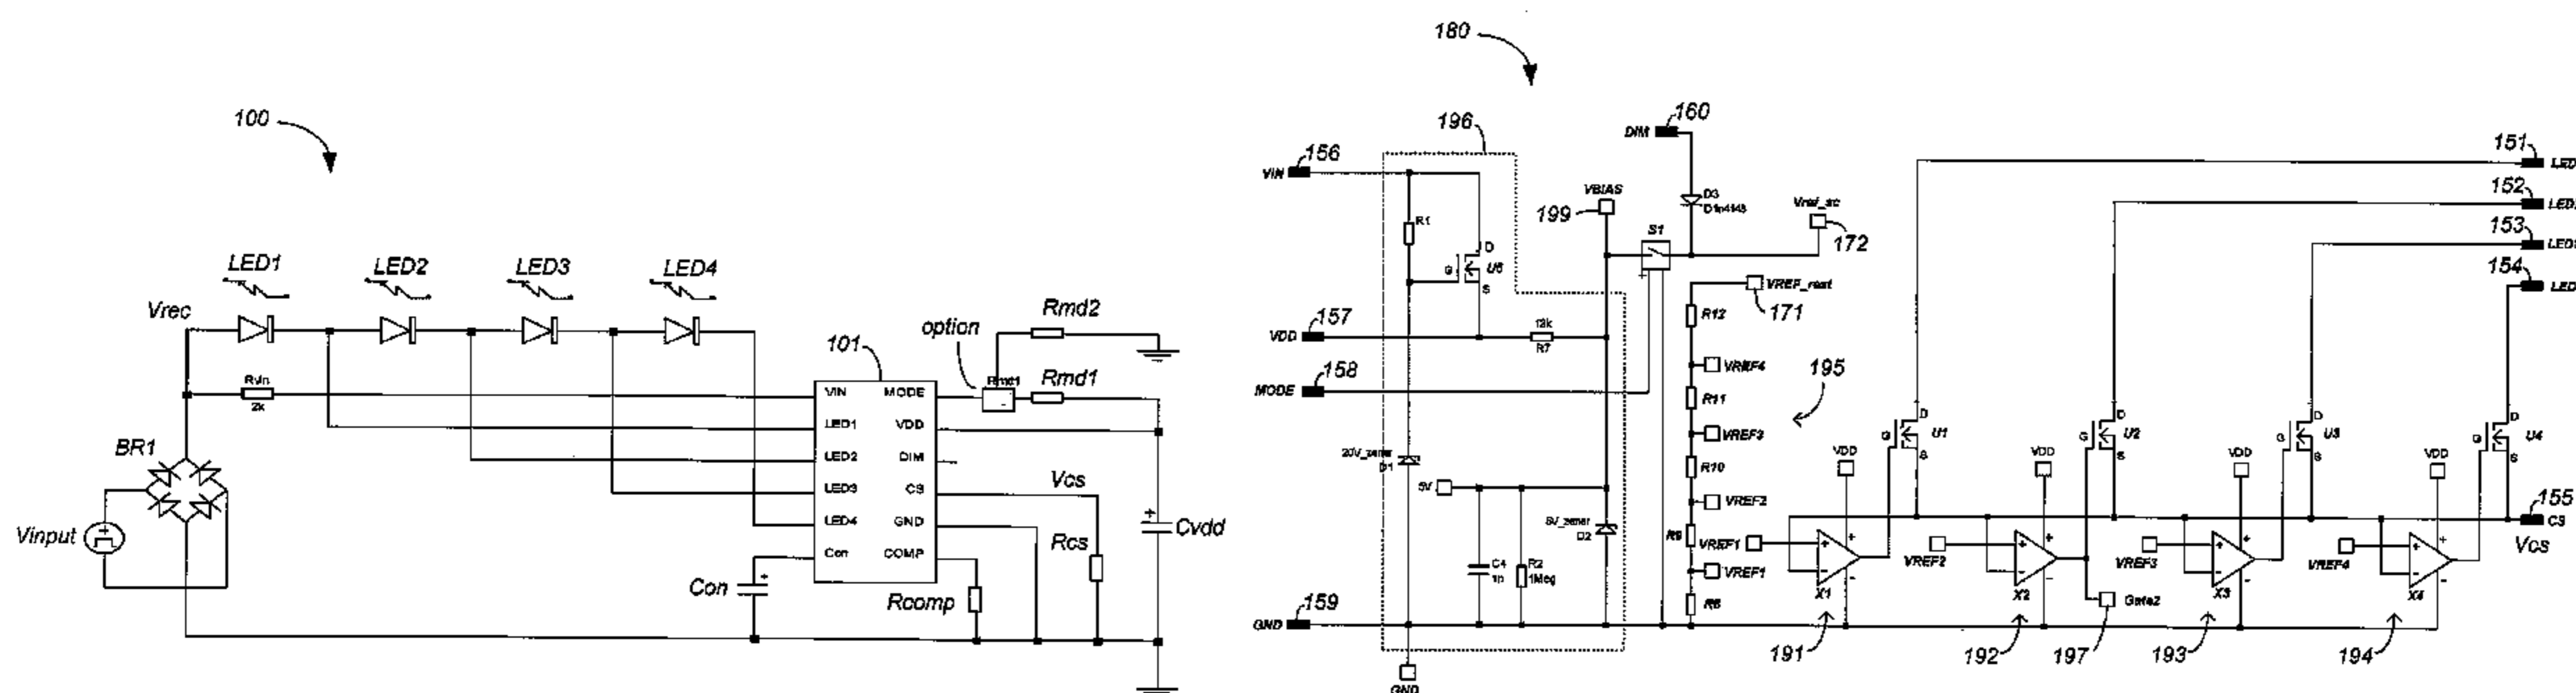 100
LED1
LED2
LED3
LED4
Vrec
Rvin
2k
BR1
Vinput
101
option
Rmd2
Rmd1
Rmd1
VIN
MODE
LED1
VDD
LED2
DIM
LED3
CS
LED4
GND
Con
COMP
Vcs
Rcs
Cvdd
Con
Rcomp
180
196
160
DIM
156
VIN
VBIAS
199
D3
D1n4148
172
S1
R1
D
G
U5
S
VREF_rext
171
R12
157
VDD
12k
R7
VREF4
158
MODE
R11
195
VREF3
R10
20V_zener
D1
5V
VREF2
D2
C4
1n
R2
1Meg
R9
VREF1
159
GND
GND
151
152
153
154
155
CS
Vcs
D
G
U1
S
D
G
U2
S
D
G
U3
S
D
G
U4
S
VDD
VDD
VDD
VDD
VREF1
VREF2
VREF3
VREF4
X1
X2
X3
X4
Gate2
191
192
197
193
194